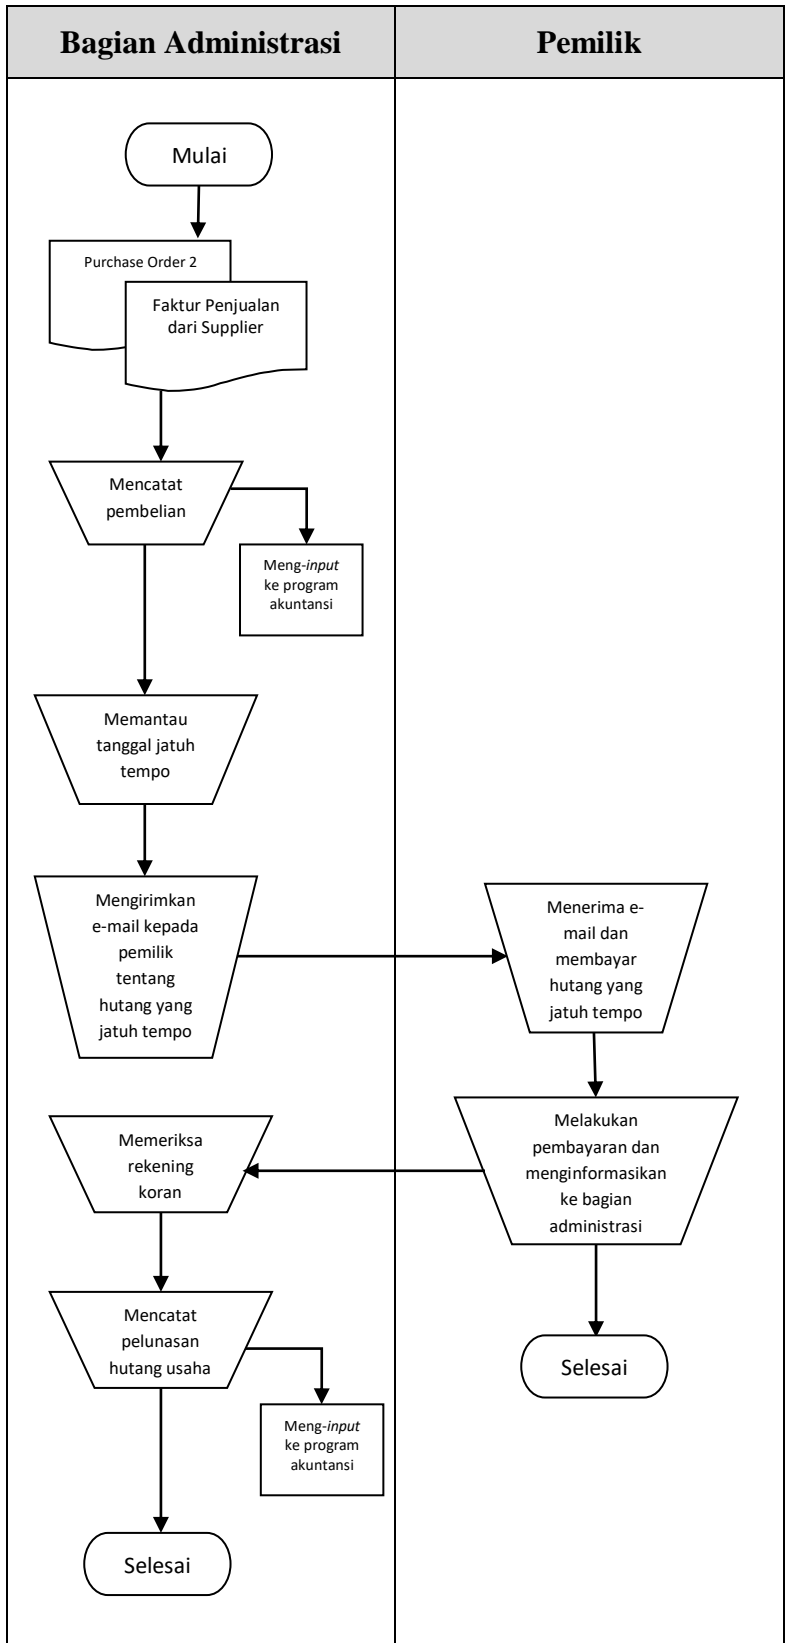 Bagian Administrasi
Pemilik
Mulai
Purchase Order 2
Faktur Penjualan
dari Supplier
Mencatat
pembelian
Meng-input
ke program
akuntansi
Memantau
tanggal jatuh
tempo
Mengirimkan
e-mail kepada
pemilik
tentang
hutang yang
jatuh tempo
Menerima e-
mail dan
membayar
hutang yang
jatuh tempo
Melakukan
pembayaran dan
menginformasikan
ke bagian
administrasi
Memeriksa
rekening
koran
Mencatat
pelunasan
hutang usaha
Meng-input
ke program
akuntansi
Selesai
Selesai